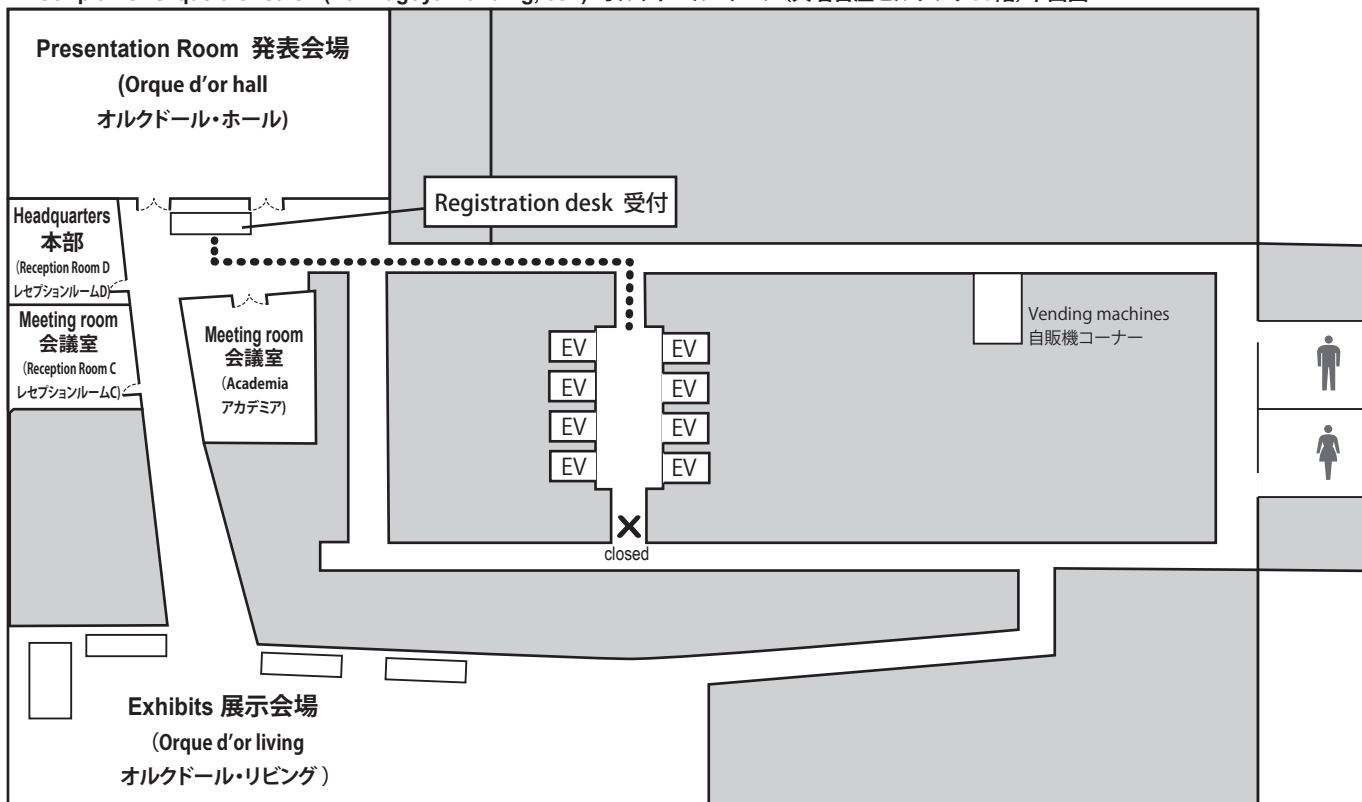 Presentation Room 発表会場
(Orque d’or hall
オルクドール・ホール)
Registration desk 受付
Headquarters
本部
(Reception Room D
レセプションルームD)
Meeting room
会議室
(Reception Room C
レセプションルームC)
Meeting room
会議室
(Academia
アカデミア)
EV
EV
EV
EV
EV
EV
EV
EV
closed
Vending machines
自販機コーナー
Exhibits 展示会場
(Orque d’or living
オルクドール・リビング)